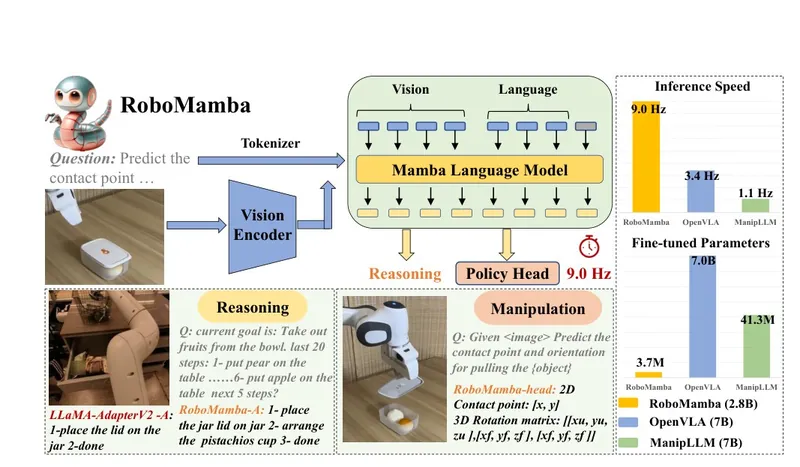 RoboMamba
Question: Predict the
contact point …
Tokenizer
Vision
Encoder
Vision
Language
Mamba Language Model
Reasoning
Policy Head
9.0 Hz
Inference Speed
9.0 Hz
3.4 Hz
1.1 Hz
RoboMamba
OpenVLA
ManipLLM
Fine-tuned Parameters
7.0B
41.3M
3.7M
RoboMamba
OpenVLA
ManipLLM
RoboMamba (2.8B)
OpenVLA (7B)
ManipLLM (7B)
Reasoning
Q: current goal is: Take out
fruits from the bowl. last 20
steps: 1- put pear on the
table ……6- put apple on the
table next 5 steps?
RoboMamba-A: 1- place
the jar lid on jar 2- arrange
the pistachios cup 3- done
LLaMA-AdapterV2 -A:
1-place the lid on the
jar 2-done
Manipulation
Q: Given <image> Predict the
contact point and orientation
for pulling the {object}
RoboMamba-head: 2D
Contact point: [x, y]
3D Rotation matrix: [[xu, yu,
zu ],[xf, yf, zf ], [xf, yf, zf ]]